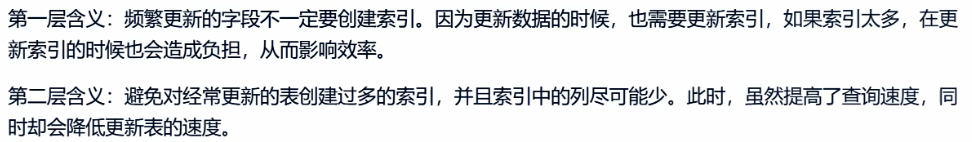 第一层含义：频繁更新的字段不一定要创建索引。因为更新数据的时候，也需要更新索引，如果索引太多，在更
新索引的时候也会造成负担，从而影响效率。
第二层含义：避免对经常更新的表创建过多的索引，并且索引中的列尽可能少。此时，虽然提高了查询速度，同
时却会降低更新表的速度。